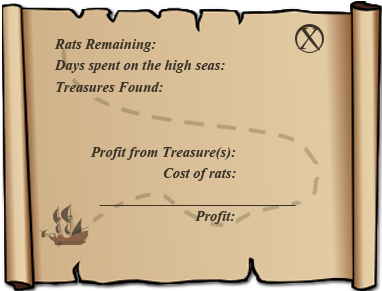 X
Rats Remaining:
Days spent on the high seas:
Treasures Found:
Profit from Treasure(s):
Cost of rats:
Profit: